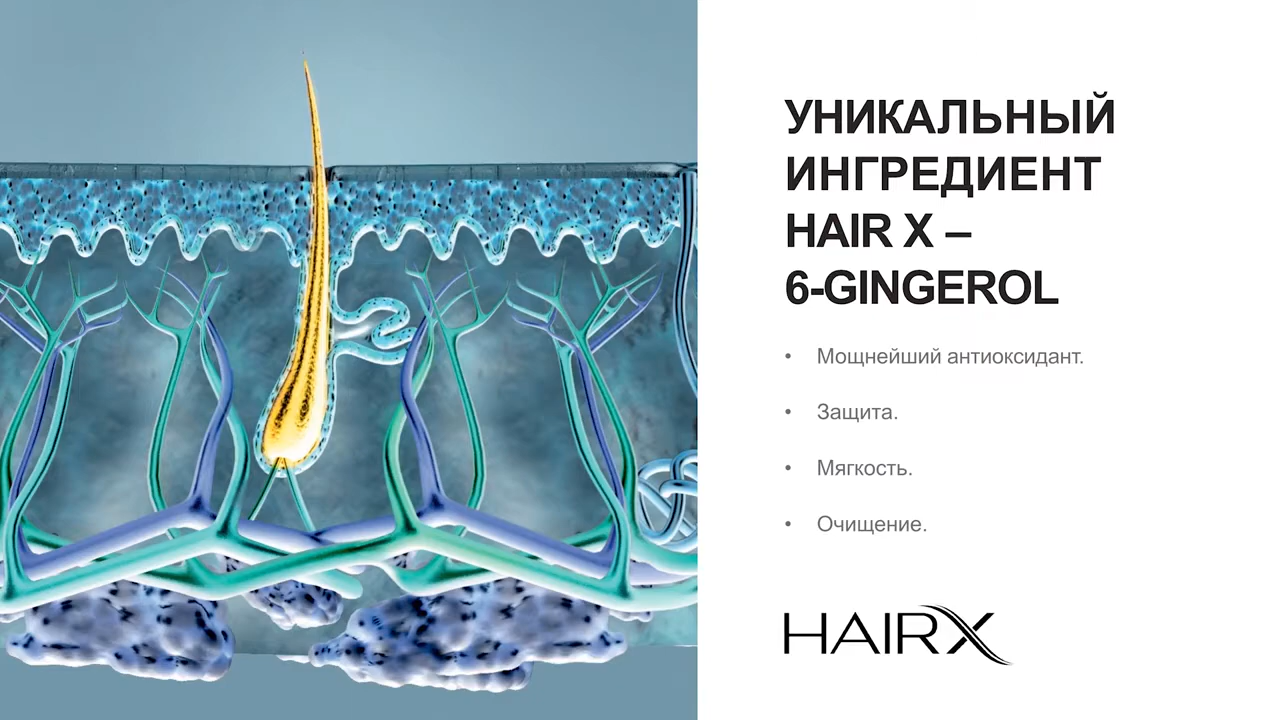 УНИКАЛЬНЫЙ
ИНГРЕДИЕНТ
HAIR X –
6-GINGEROL
• Мощнейший антиоксидант.
• Защита.
• Мягкость.
• Очищение.
HAIRX